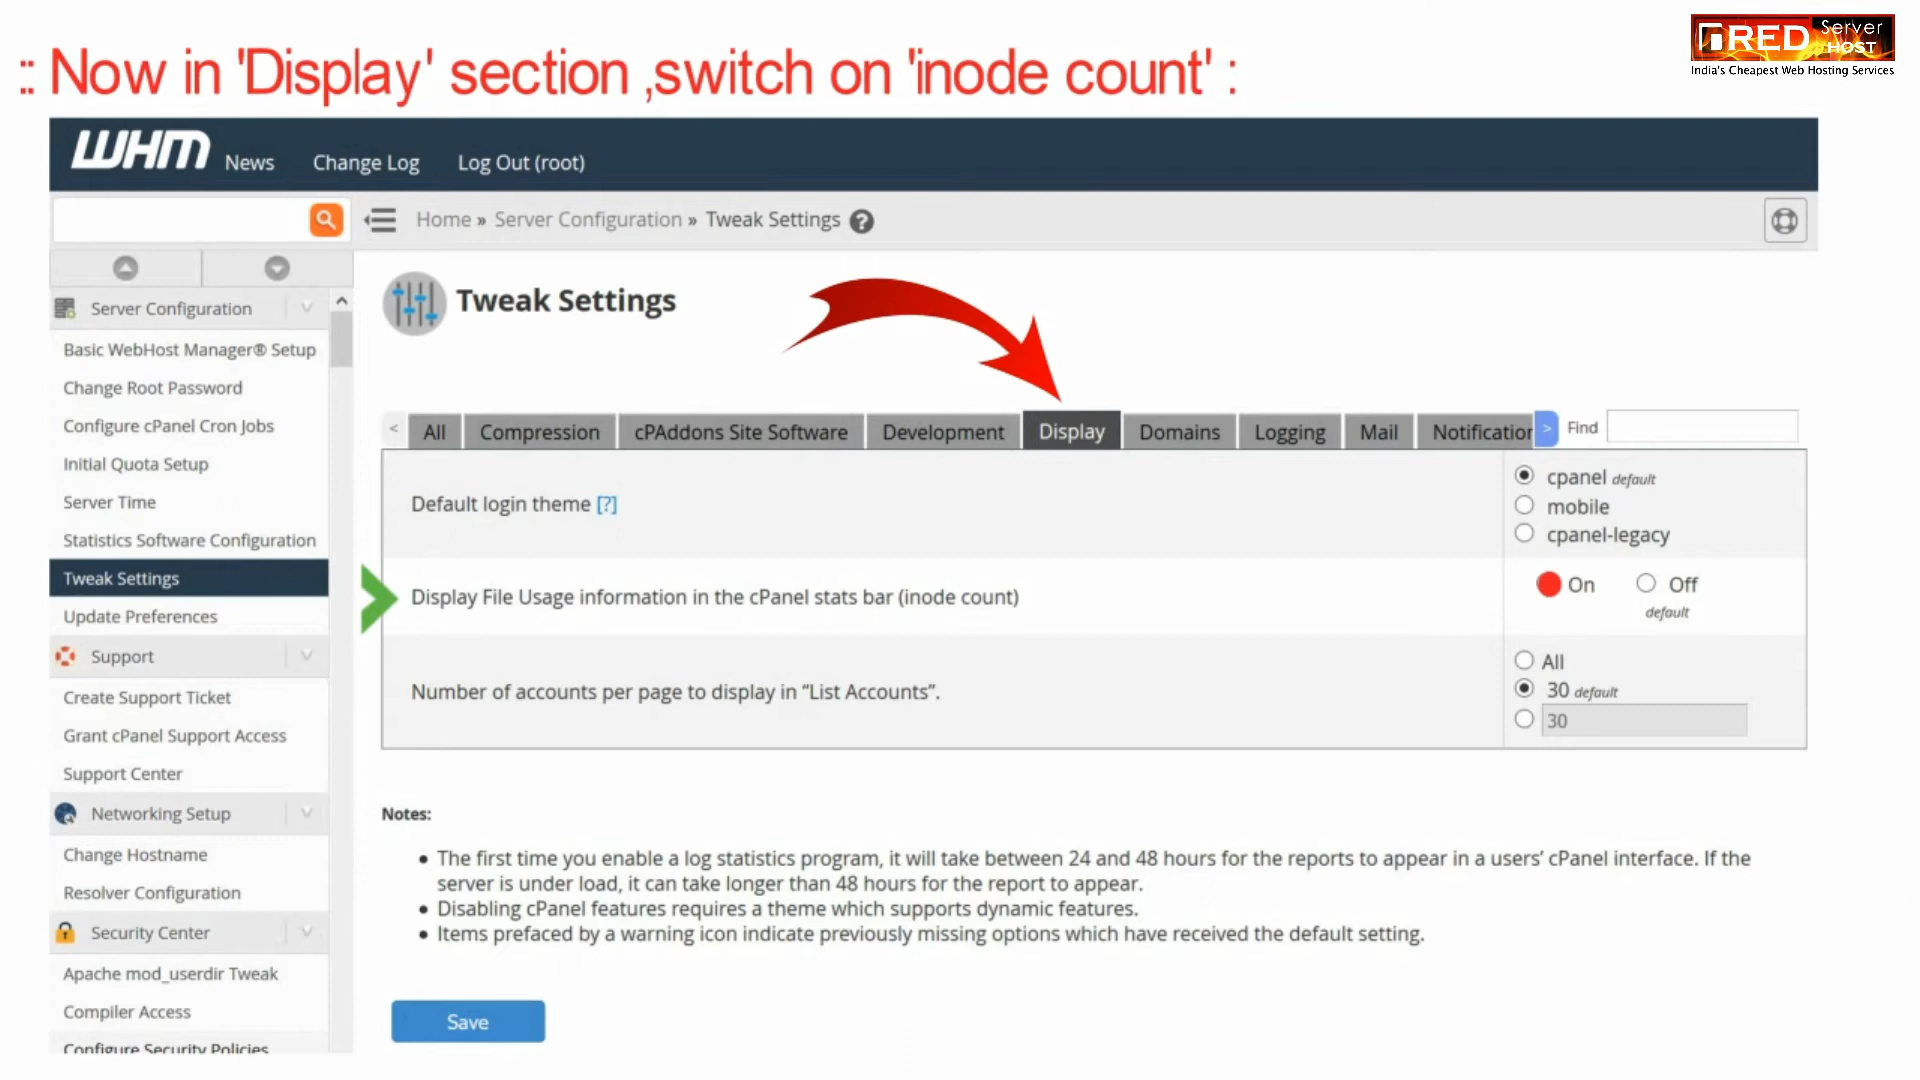 :: Now in 'Display' section ,switch on 'inode count' :
RED Server HOST
India's Cheapest Web Hosting Services
WHM News Change Log Log Out (root)
Home » Server Configuration » Tweak Settings ?
Server Configuration
Basic WebHost Manager® Setup
Change Root Password
Configure cPanel Cron Jobs
Initial Quota Setup
Server Time
Statistics Software Configuration
Tweak Settings
Update Preferences
Support
Create Support Ticket
Grant cPanel Support Access
Support Center
Networking Setup
Change Hostname
Resolver Configuration
Security Center
Apache mod_userdir Tweak
Compiler Access
Configure Security Policies
Tweak Settings
< All Compression cPAddons Site Software Development Display Domains Logging Mail Notification > Find
Default login theme [?]
cpanel default
mobile
cpanel-legacy
Display File Usage information in the cPanel stats bar (inode count)
On Off
default
Number of accounts per page to display in “List Accounts”.
All
30 default
30
Notes:
• The first time you enable a log statistics program, it will take between 24 and 48 hours for the reports to appear in a users’ cPanel interface. If the
server is under load, it can take longer than 48 hours for the report to appear.
• Disabling cPanel features requires a theme which supports dynamic features.
• Items prefaced by a warning icon indicate previously missing options which have received the default setting.
Save